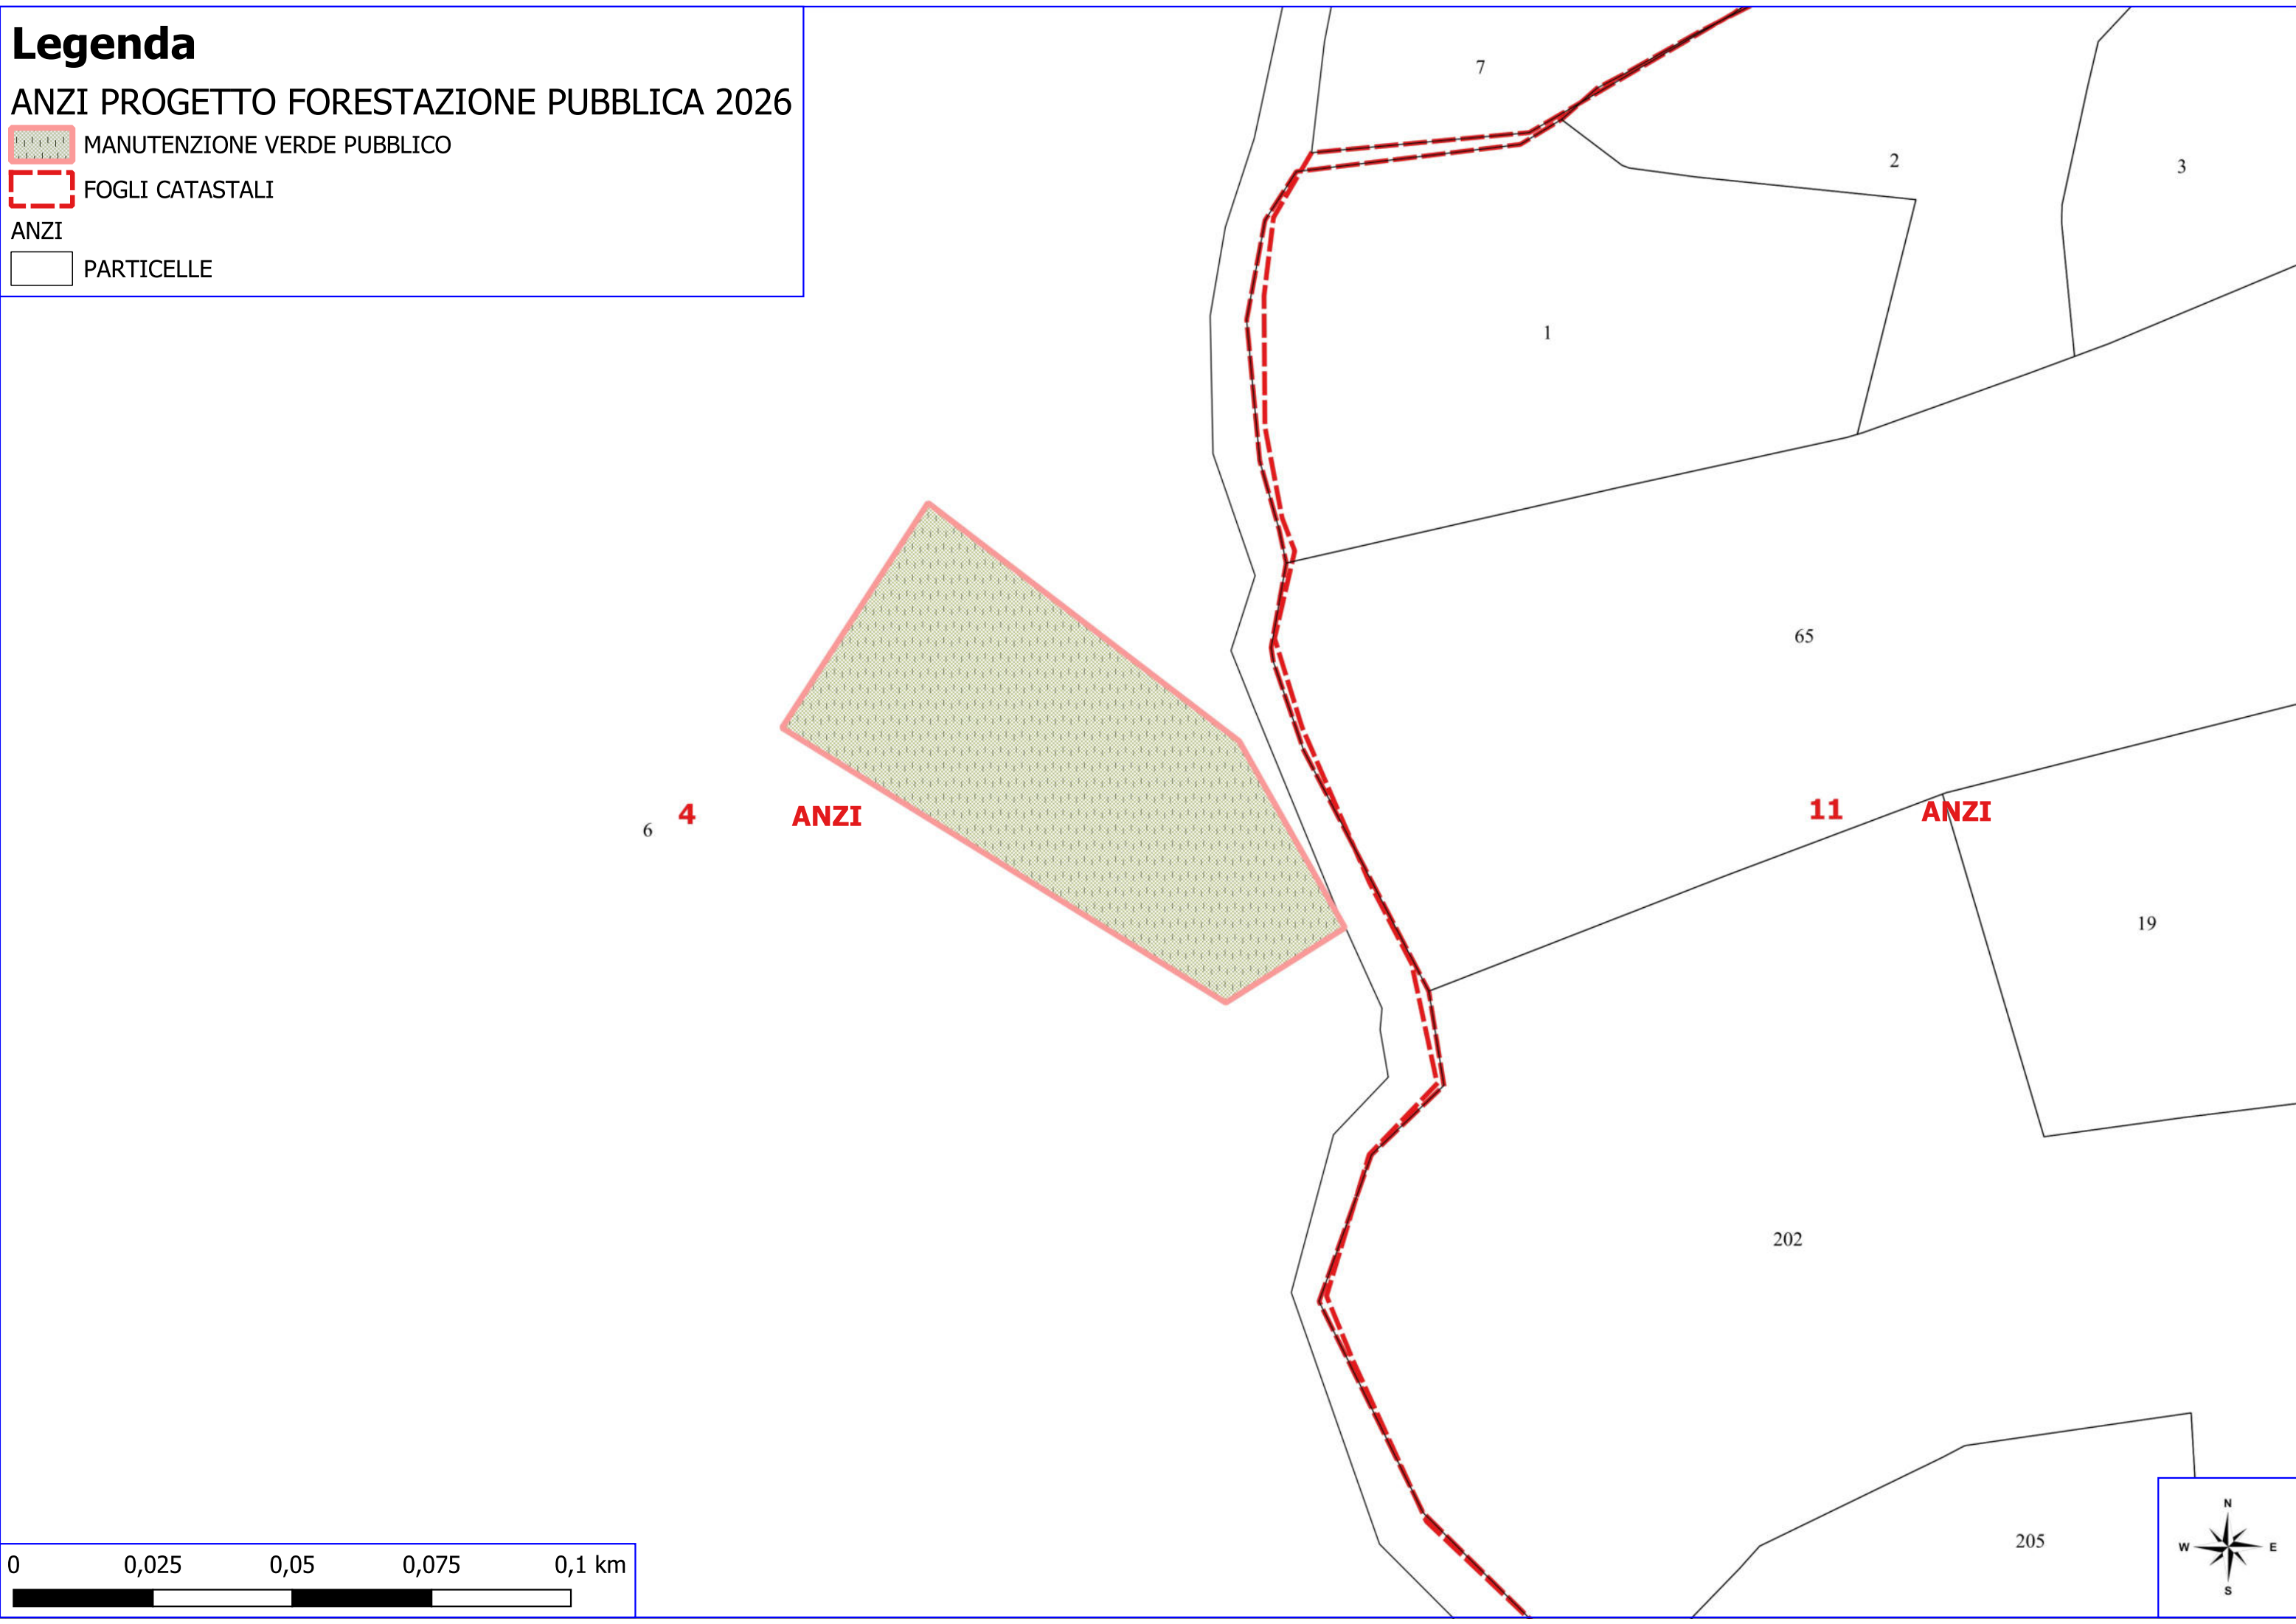 Legenda
ANZI PROGETTO FORESTAZIONE PUBBLICA 2026
MANUTENZIONE VERDE PUBBLICO
FOGLI CATASTALI
ANZI
PARTICELLE
7
2
3
1
65
6
4
ANZI
11
ANZI
19
202
205
0 0,025 0,05 0,075 0,1 km
N
W E
S